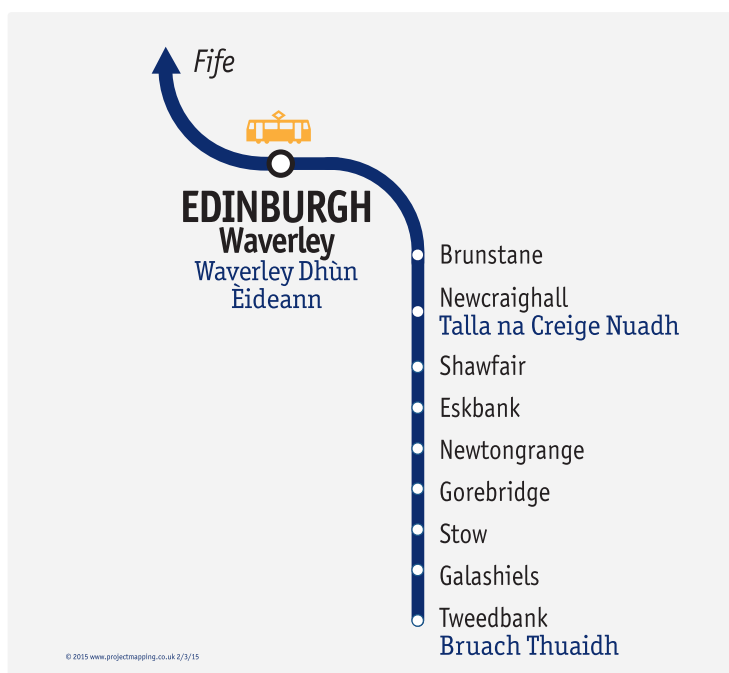 Fife
EDINBURGH
Waverley
Waverley Dhùn
Èideann
Brunstane
Newcraighall
Talla na Creige Nuadh
Shawfair
Eskbank
Newtongrange
Gorebridge
Stow
Galashiels
Tweedbank
Bruach Thuaidh
© 2015 www.projectmapping.co.uk 2/3/15